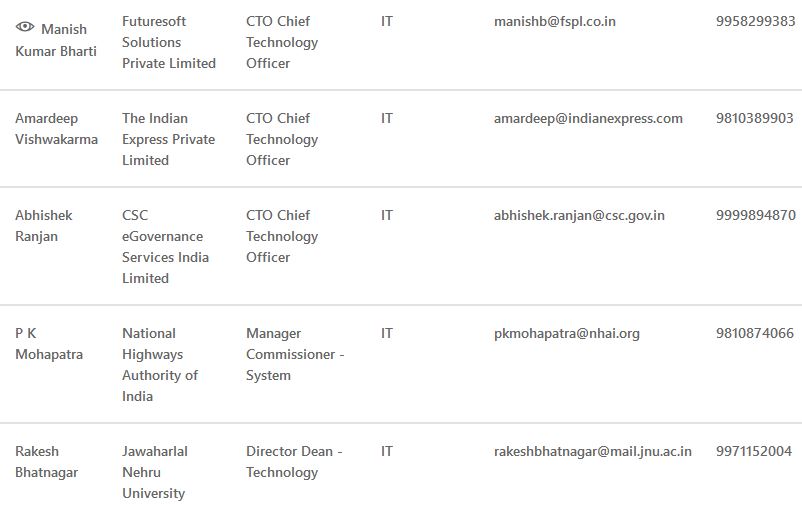 Manish Kumar Bharti
Futuresoft Solutions Private Limited
CTO Chief Technology Officer
IT
manishb@fspl.co.in
9958299383
Amardeep Vishwakarma
The Indian Express Private Limited
CTO Chief Technology Officer
IT
amardeep@indianexpress.com
9810389903
Abhishek Ranjan
CSC eGovernance Services India Limited
CTO Chief Technology Officer
IT
abhishek.ranjan@csc.gov.in
9999894870
P K Mohapatra
National Highways Authority of India
Manager Commissioner - System
IT
pkmohapatra@nhai.org
9810874066
Rakesh Bhatnagar
Jawaharlal Nehru University
Director Dean - Technology
IT
rakeshbhatnagar@mail.jnu.ac.in
9971152004